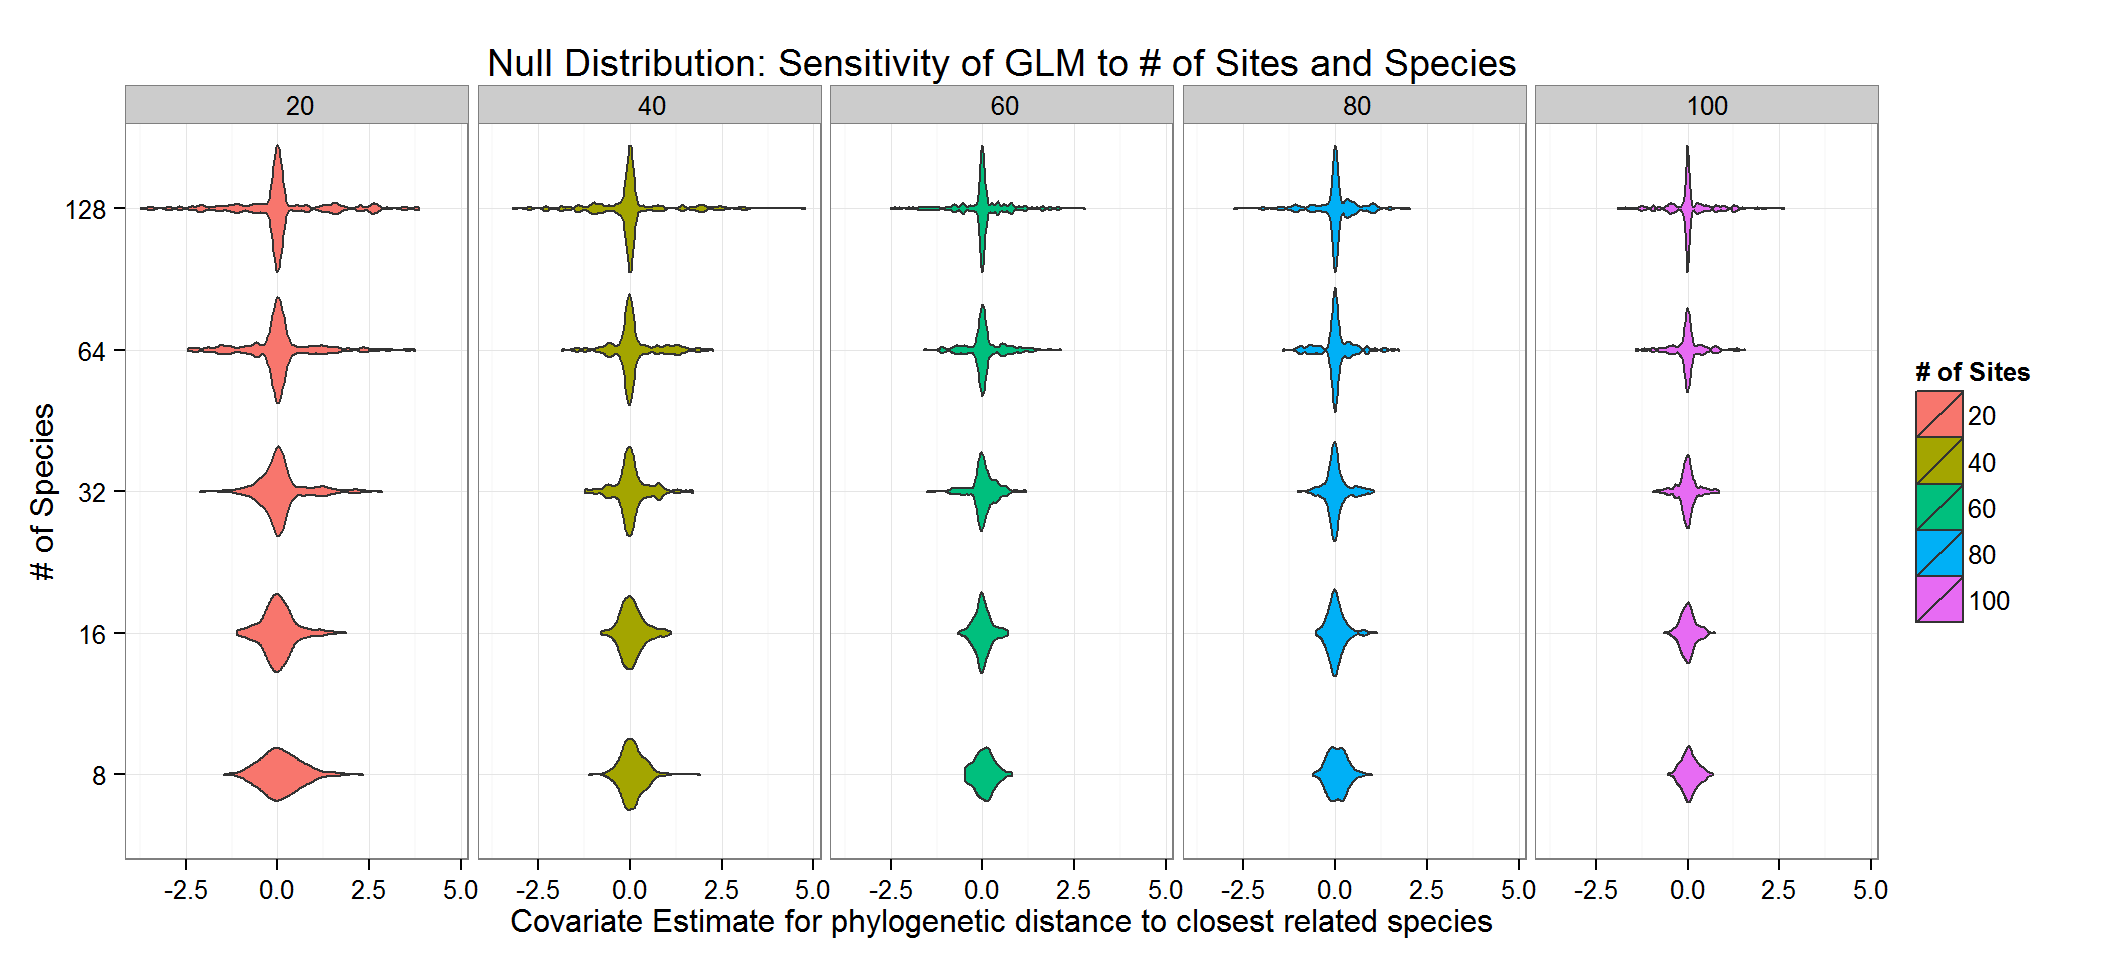 Null Distribution: Sensitivity of GLM to # of Sites and Species
20 40 60 80 100
# of Species
128
64
32
16
8
-2.5 0.0 2.5 5.0 -2.5 0.0 2.5 5.0 -2.5 0.0 2.5 5.0 -2.5 0.0 2.5 5.0 -2.5 0.0 2.5 5.0
Covariate Estimate for phylogenetic distance to closest related species
# of Sites
20
40
60
80
100